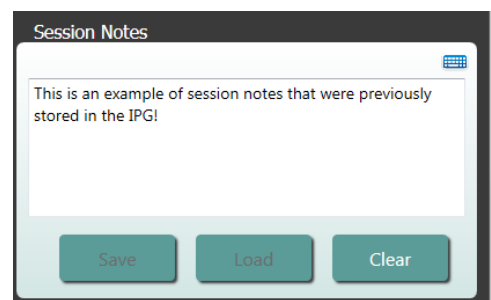 Session Notes
This is an example of session notes that were previously
stored in the IPG!
Save
Load
Clear